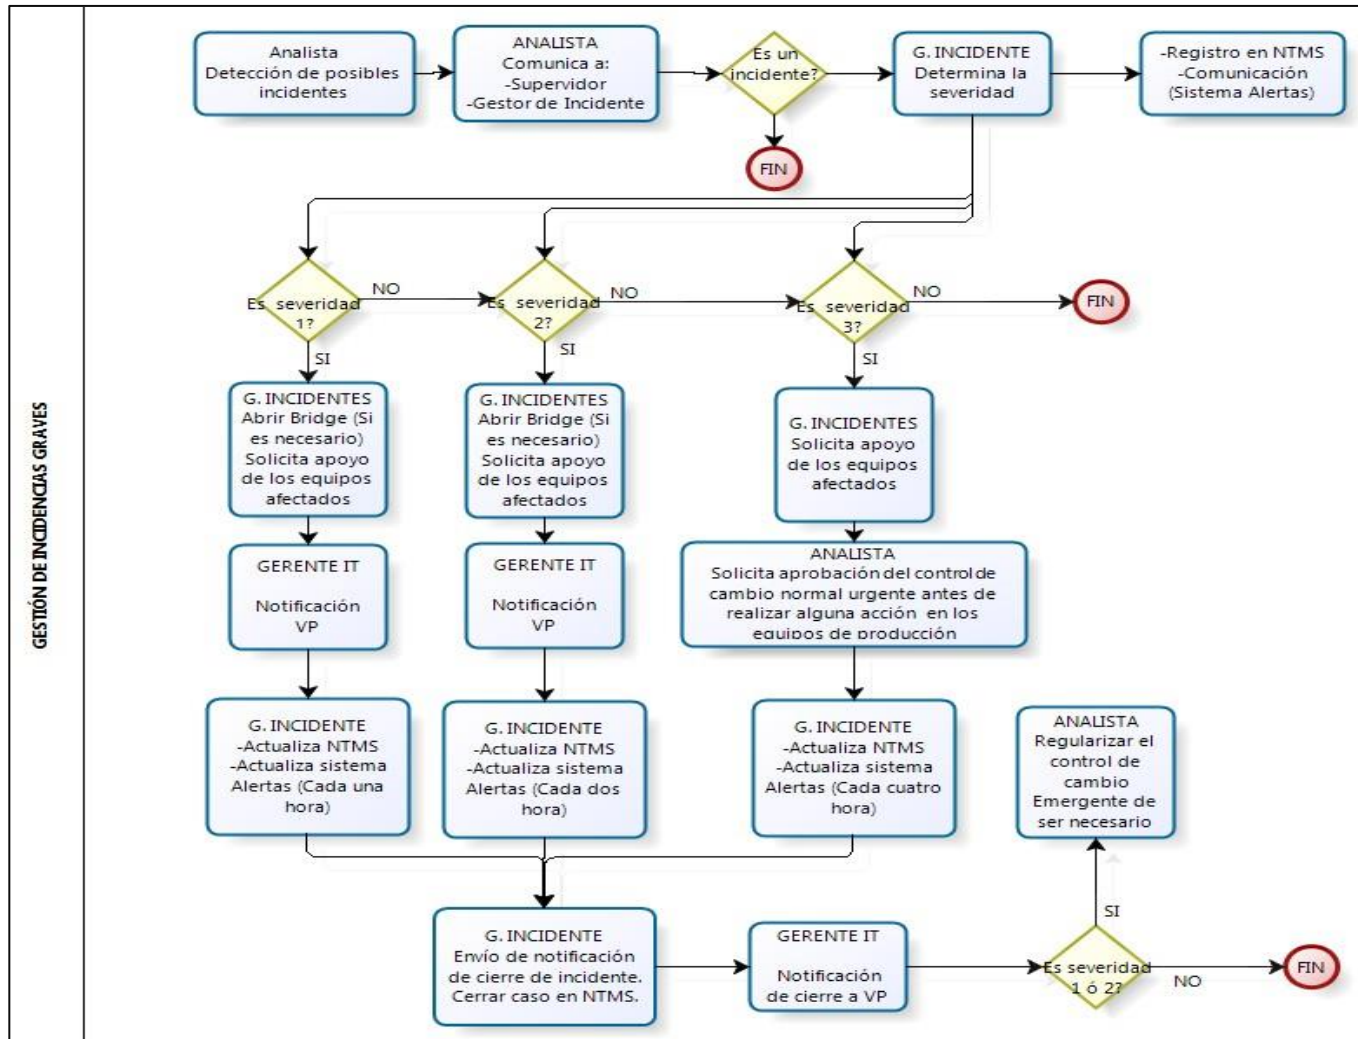 GESTIÓN DE INCIDENCIAS GRAVES
Analista
Detección de posibles
incidentes
ANALISTA
Comunica a:
-Supervidor
-Gestor de Incidente
Es un
incidente?
G. INCIDENTE
Determina la
severidad
-Registro en NTMS
-Comunicación
(Sistema Alertas)
FIN
Es severidad
1?
NO
Es severidad
2?
NO
Es severidad
3?
NO
FIN
SI
SI
SI
G. INCIDENTES
Abrir Bridge (Si
es necesario)
Solicita apoyo
de los equipos
afectados
G. INCIDENTES
Abrir Bridge (Si
es necesario)
Solicita apoyo
de los equipos
afectados
G. INCIDENTES
Solicita apoyo
de los equipos
afectados
GERENTE IT
Notificación
VP
GERENTE IT
Notificación
VP
ANALISTA
Solicita aprobación del control de
cambio normal urgente antes de
realizar alguna acción en los
equipos de producción
G. INCIDENTE
-Actualiza NTMS
-Actualiza sistema
Alertas (Cada una
hora)
G. INCIDENTE
-Actualiza NTMS
-Actualiza sistema
Alertas (Cada dos
hora)
G. INCIDENTE
-Actualiza NTMS
-Actualiza sistema
Alertas (Cada cuatro
hora)
ANALISTA
Regularizar el
control de
cambio
Emergente de
ser necesario
G. INCIDENTE
Envío de notificación
de cierre de incidente.
Cerrar caso en NTMS.
GERENTE IT
Notificación
de cierre a VP
SI
Es severidad
1 ó 2?
NO
FIN